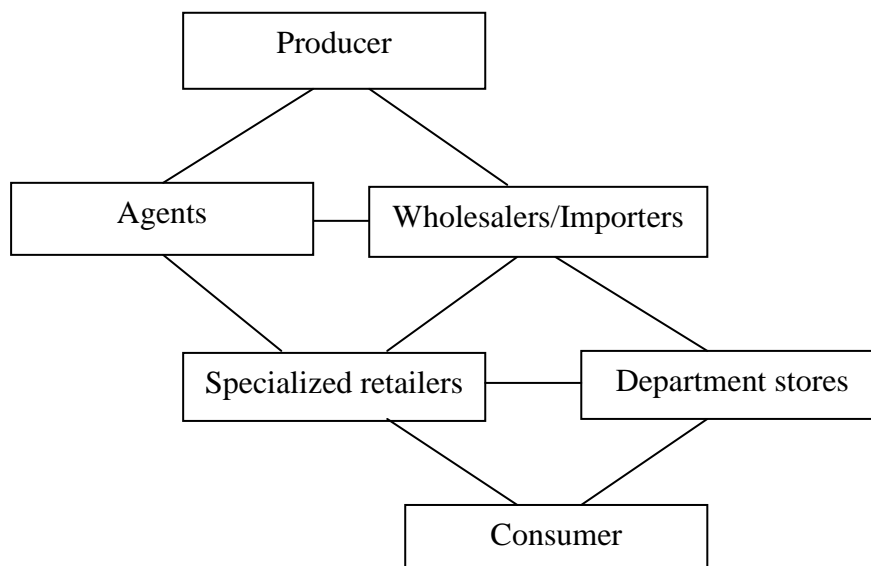 Producer
Agents
Wholesalers/Importers
Specialized retailers
Department stores
Consumer